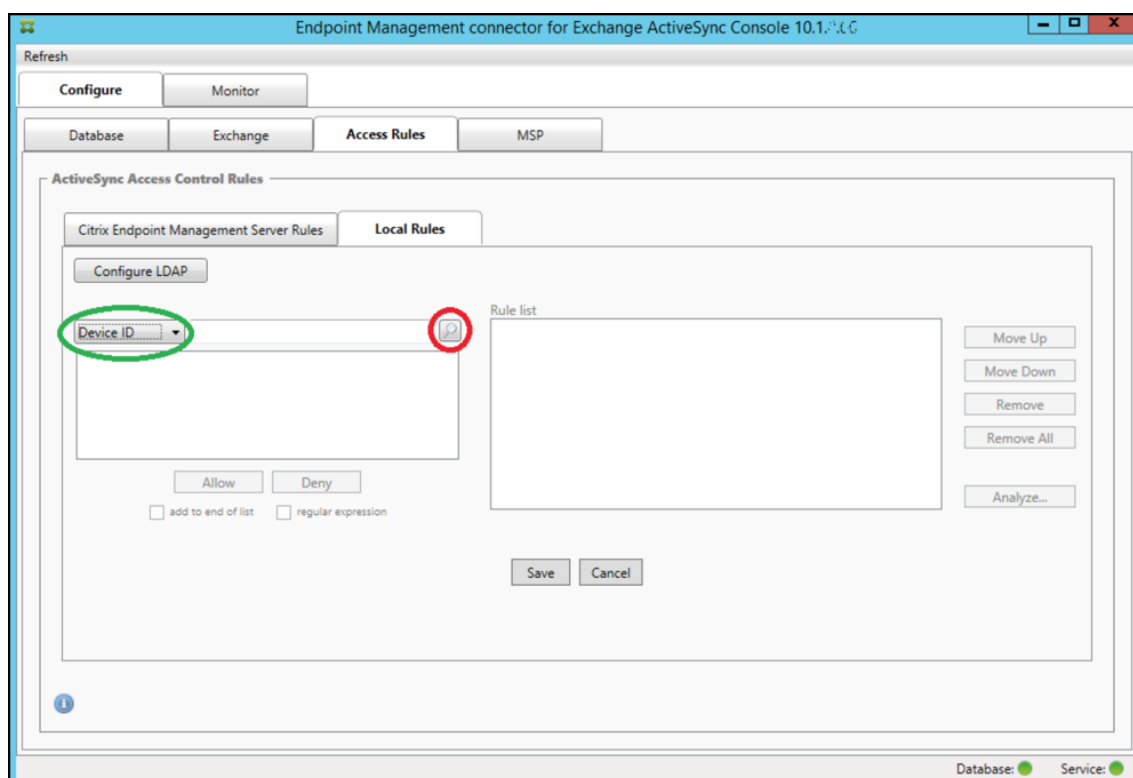 Endpoint Management connector for Exchange ActiveSync Console 10.1.
Refresh
Configure Monitor
Database Exchange Access Rules MSP
ActiveSync Access Control Rules
Citrix Endpoint Management Server Rules Local Rules
Configure LDAP
Rule list
Device ID
Move Up
Move Down
Remove
Remove All
Allow Deny
Analyze...
add to end of list regular expression
Save Cancel
Database: Service: